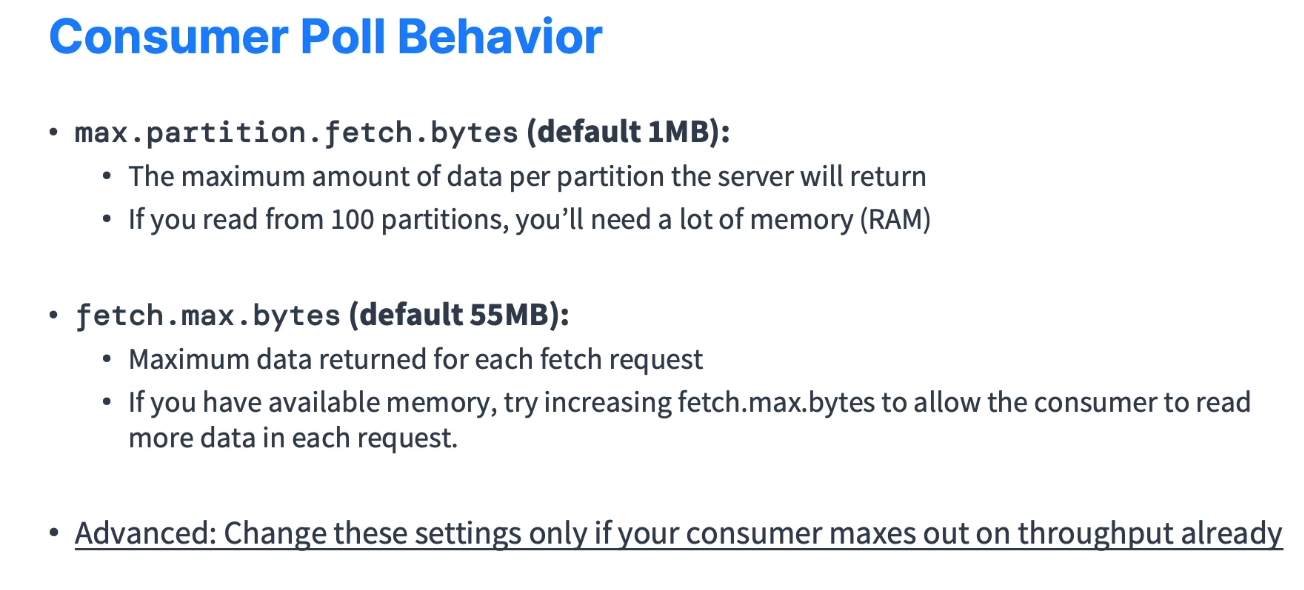 Consumer Poll Behavior
• max.partition.fetch.bytes (default 1MB):
• The maximum amount of data per partition the server will return
• If you read from 100 partitions, you’ll need a lot of memory (RAM)
• fetch.max.bytes (default 55MB):
• Maximum data returned for each fetch request
• If you have available memory, try increasing fetch.max.bytes to allow the consumer to read
more data in each request.
• Advanced: Change these settings only if your consumer maxes out on throughput already